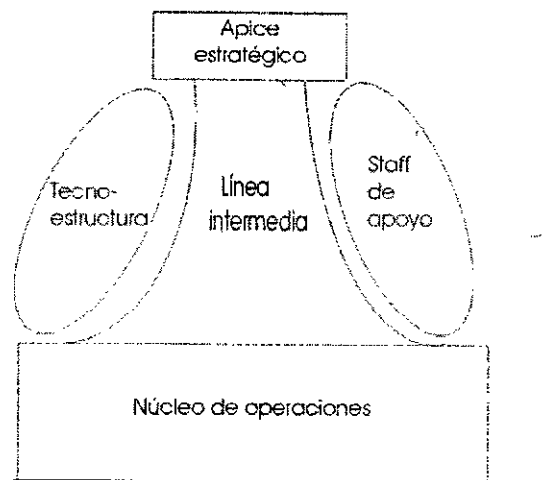 Apice
estratégico
Tecno-
estructura
Línea
intermedia
Staff
de
apoyo
Núcleo de operaciones